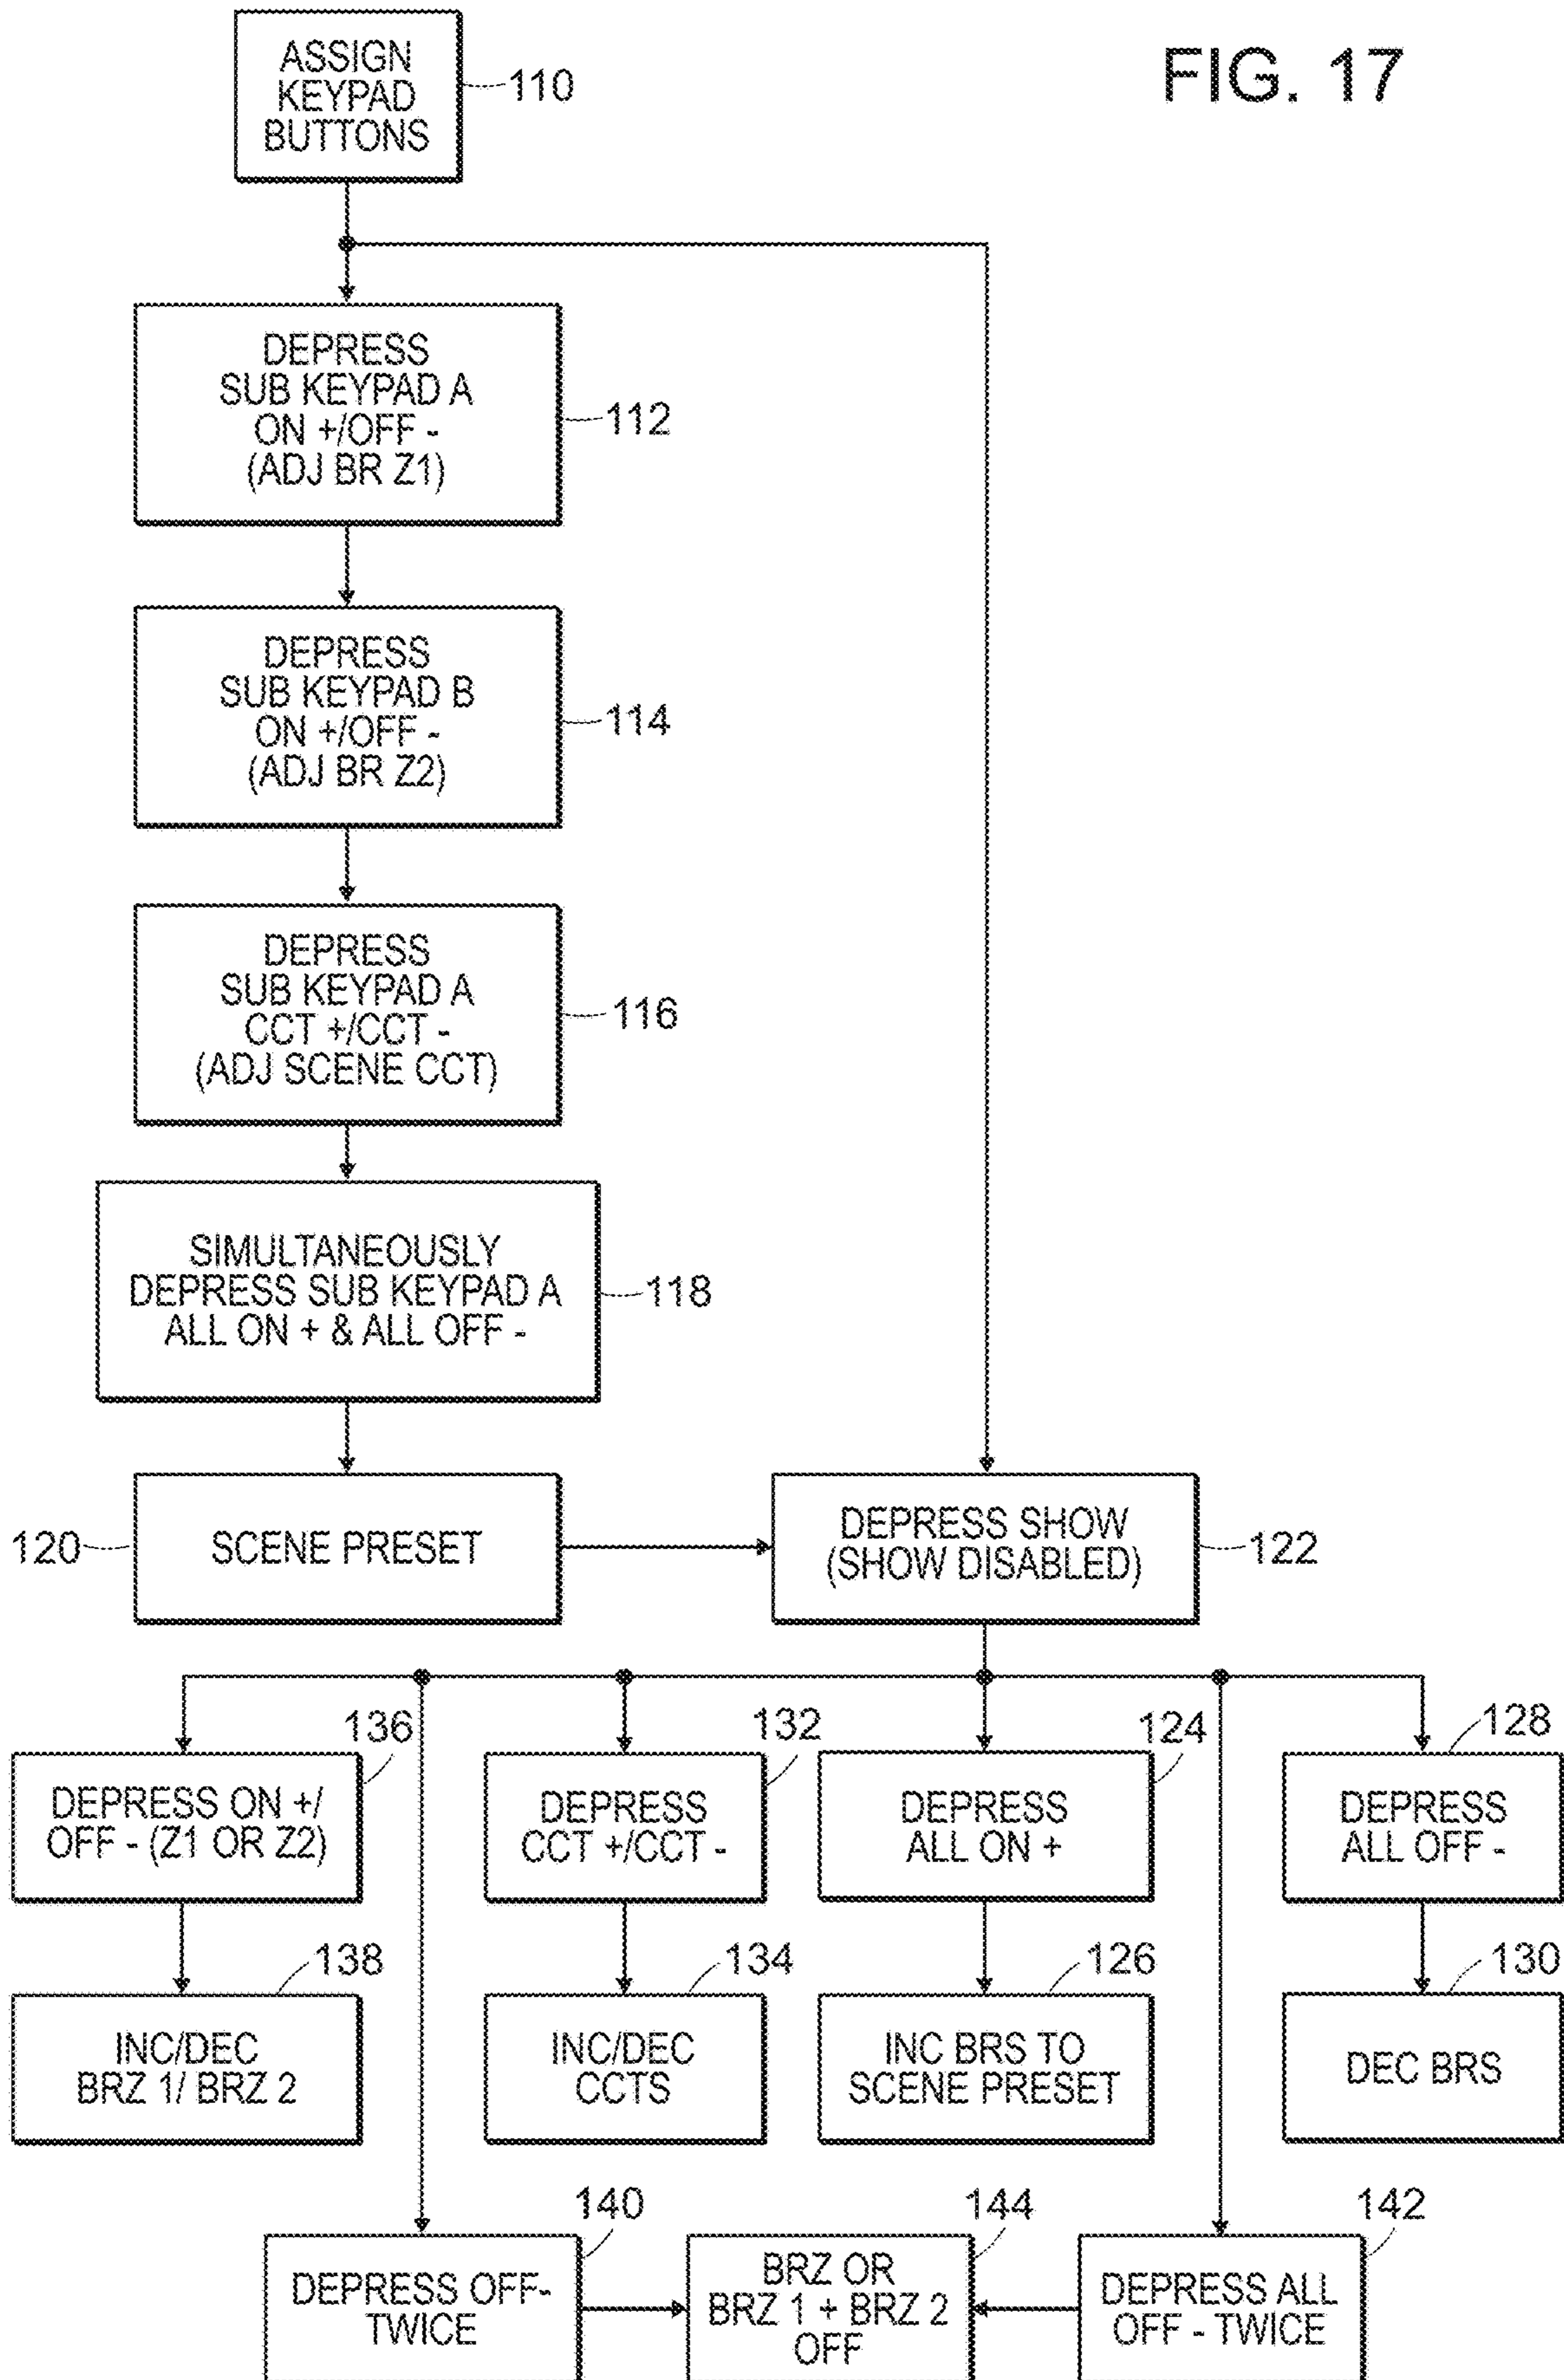 FIG. 17
ASSIGN
KEYPAD
BUTTONS
110
DEPRESS
SUB KEYPAD A
ON +/OFF -
(ADJ BR Z1)
112
DEPRESS
SUB KEYPAD B
ON +/OFF -
(ADJ BR Z2)
114
DEPRESS
SUB KEYPAD A
CCT +/CCT -
(ADJ SCENE CCT)
116
SIMULTANEOUSLY
DEPRESS SUB KEYPAD A
ALL ON + & ALL OFF -
118
120
SCENE PRESET
DEPRESS SHOW
(SHOW DISABLED)
122
136
DEPRESS ON +/
OFF - (Z1 OR Z2)
132
DEPRESS
CCT +/CCT -
124
DEPRESS
ALL ON +
128
DEPRESS
ALL OFF -
138
INC/DEC
BRZ 1/ BRZ 2
134
INC/DEC
CCTS
126
INC BRS TO
SCENE PRESET
130
DEC BRS
140
DEPRESS OFF-
TWICE
144
BRZ OR
BRZ 1 + BRZ 2
OFF
142
DEPRESS ALL
OFF - TWICE